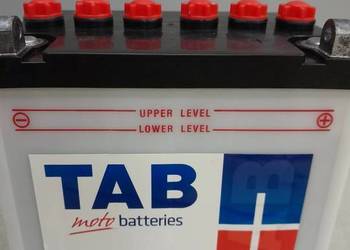 UPPER LEVEL
LOWER LEVEL
TAB
moto batteries